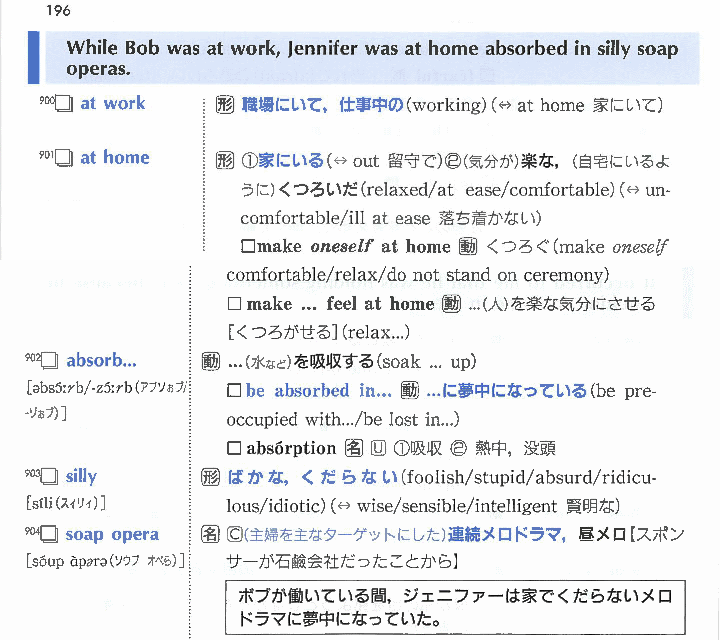 196
While Bob was at work, Jennifer was at home absorbed in silly soap
operas.
900□ at work 形 職場にいて，仕事中の(working)(↔ at home 家にいて)
901□ at home 形 ①家にいる(↔ out 留守で)②(気分が)楽な，(自宅にいるよ
うに)くつろいだ(relaxed/at ease/comfortable)(↔ un-
comfortable/ill at ease 落ち着かない)
□make oneself at home 動 くつろぐ(make oneself
comfortable/relax/do not stand on ceremony)
□ make … feel at home 動 …(人)を楽な気分にさせる
[くつろがせる](relax…)
902□ absorb… 動 …(水など)を吸収する(soak … up)
[əbsɔ́ːrb/-zɔ́ːrb(アブソオブ/ □ be absorbed in… 動 …に夢中になっている(be pre-
-ゾオブ)] occupied with…/be lost in…)
□ absórption 名 U ①吸収 ② 熱中，没頭
903□ silly 形 ばかな，くだらない(foolish/stupid/absurd/ridicu-
[síli(スィリィ)] lous/idiotic)(↔ wise/sensible/intelligent 賢明な)
904□ soap opera 名 C(主婦を主なターゲットにした)連続メロドラマ，昼メロ【スポン
[sóup ɑ̀pərə(ソウプ オペら)] サーが石鹸会社だったことから】
ボブが働いている間，ジェニファーは家でくだらないメロ
ドラマに夢中になっていた。